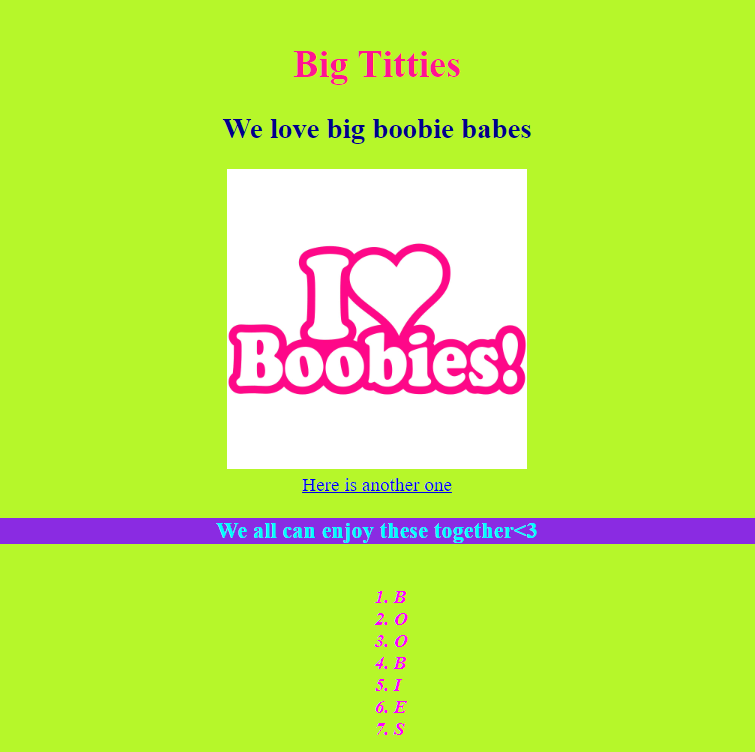 Big Titties
We love big boobie babes
I
Boobies!
Here is another one
We all can enjoy these together<3
1. B
2. O
3. O
4. B
5. I
6. E
7. S